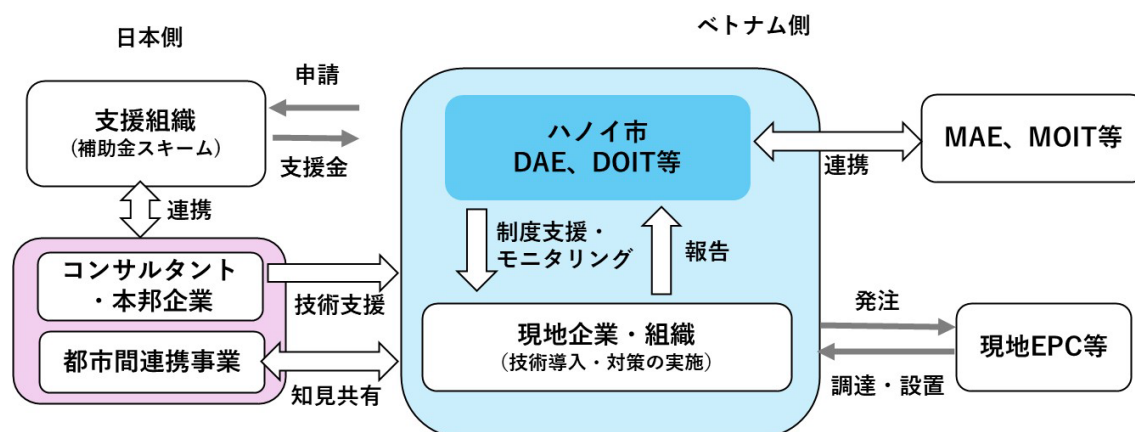 日本側
ベトナム側
申請
支援組織
(補助金スキーム)
支援金
連携
コンサルタント
・本邦企業
都市間連携事業
技術支援
知見共有
ハノイ市
DAE、DOIT等
制度支援・
モニタリング
報告
現地企業・組織
(技術導入・対策の実施)
連携
MAE、MOIT等
発注
現地EPC等
調達・設置